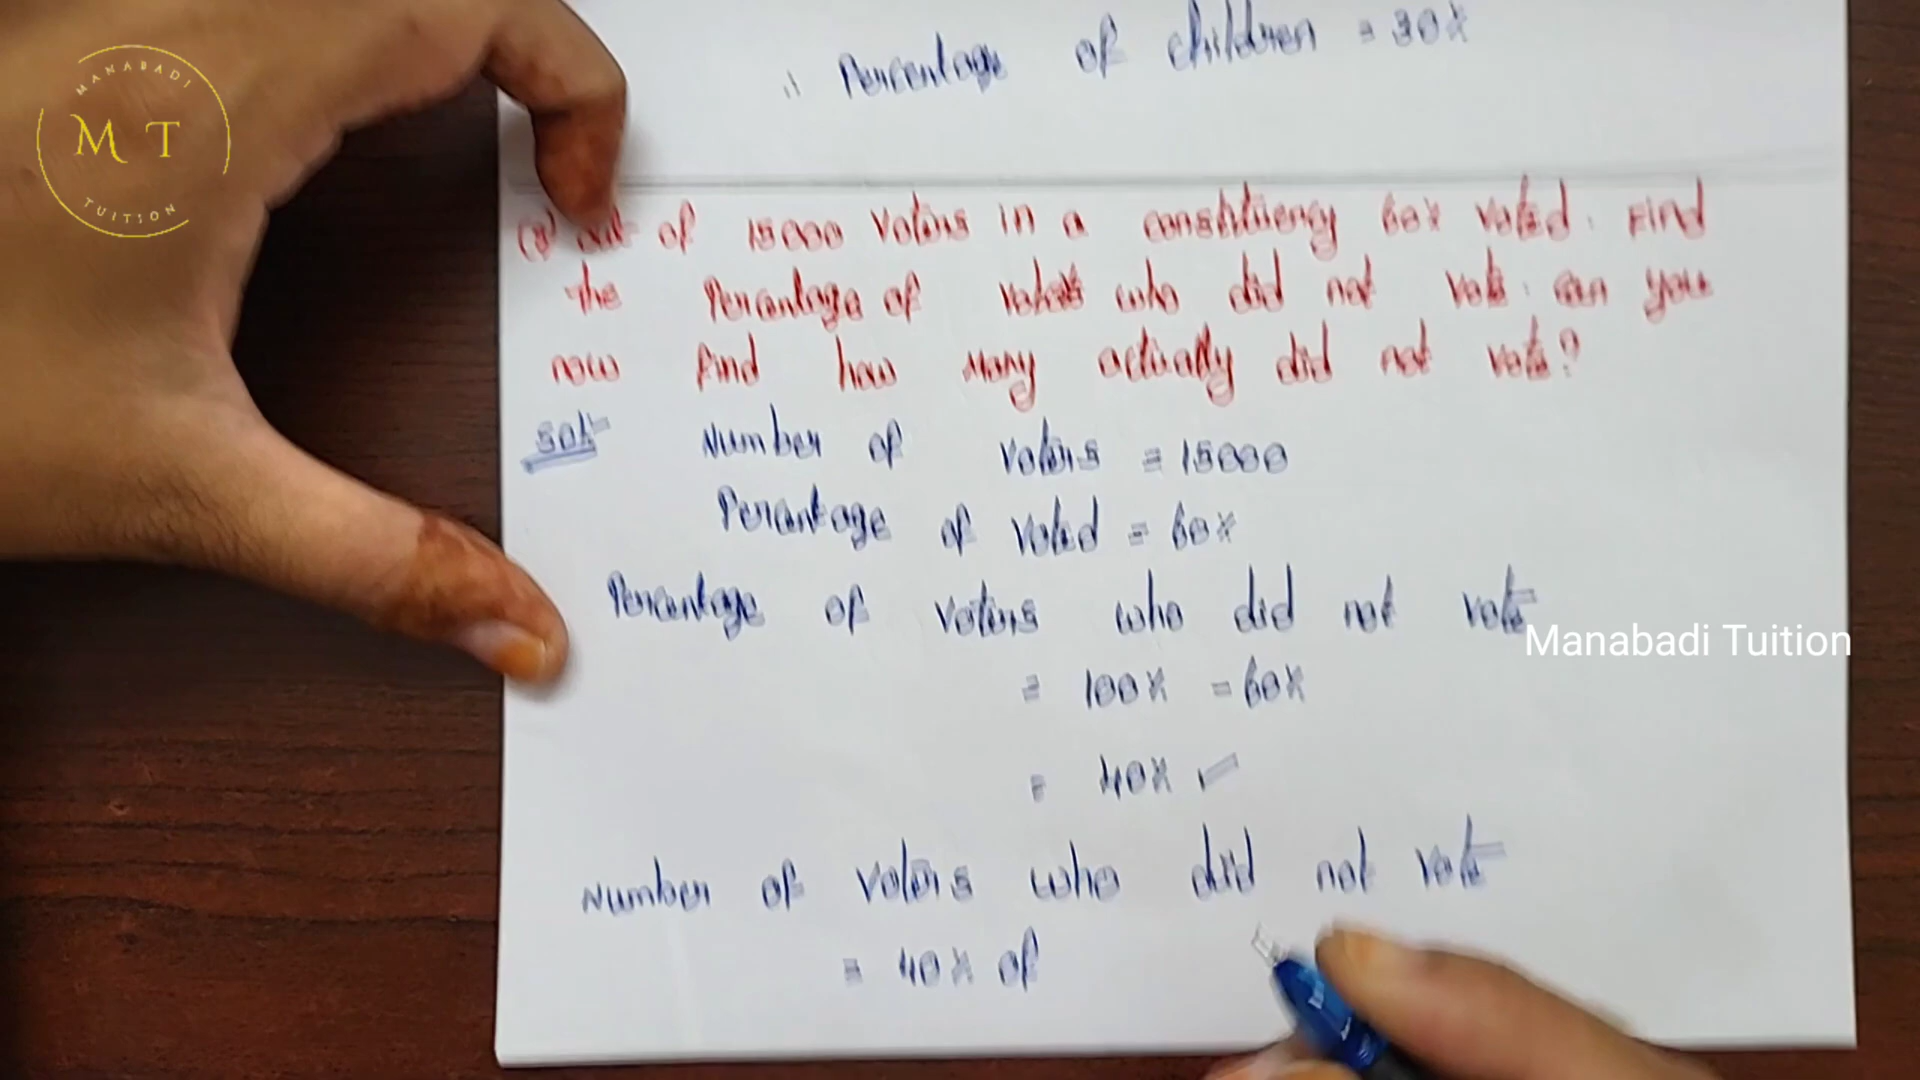 MANABADI
M T
TUITION
∴ Percentage of children = 30%
(3) out of 15000 voters in a constituency 60% voted. Find
the Percentage of voters who did not vote. can you
now find how many actually did not vote?
Sol:
Number of voters = 15000
Percentage of voted = 60%
Percentage of voters who did not vote
Manabadi Tuition
= 100% - 60%
= 40%
Number of voters who did not vote
= 40% of